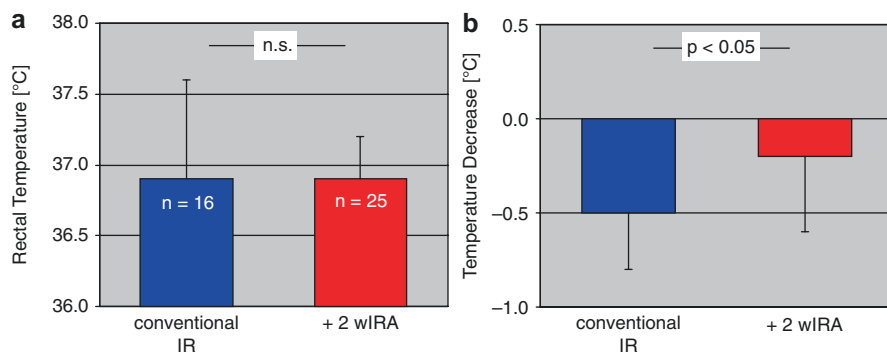 a
Rectal Temperature [°C]
38.0
37.5
37.0
36.5
36.0
n.s.
n = 16
n = 25
conventional
IR
+ 2 wIRA
b
Temperature Decrease [°C]
0.5
0.0
−0.5
−1.0
p < 0.05
conventional
IR
+ 2 wIRA